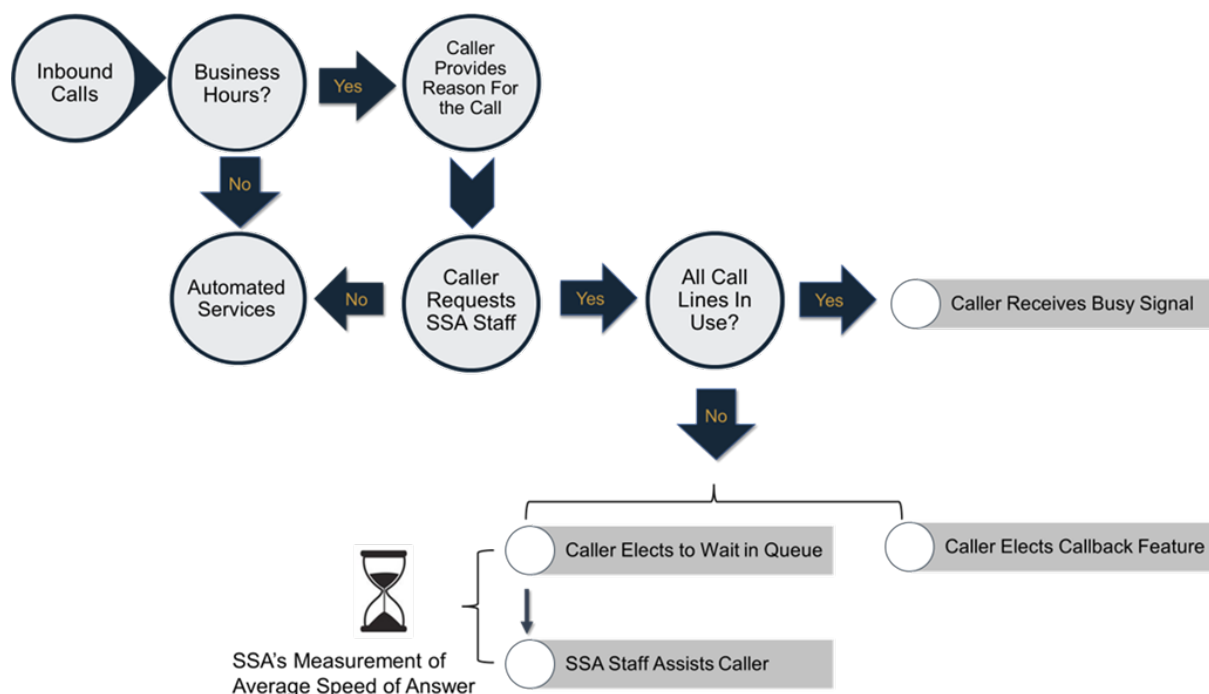 Inbound
Calls
Business
Hours?
Yes
Caller
Provides
Reason For
the Call
No
Automated
Services
No
Caller
Requests
SSA Staff
Yes
All Call
Lines In
Use?
Yes
Caller Receives Busy Signal
No
Caller Elects to Wait in Queue
Caller Elects Callback Feature
SSA's Measurement of
Average Speed of Answer
SSA Staff Assists Caller